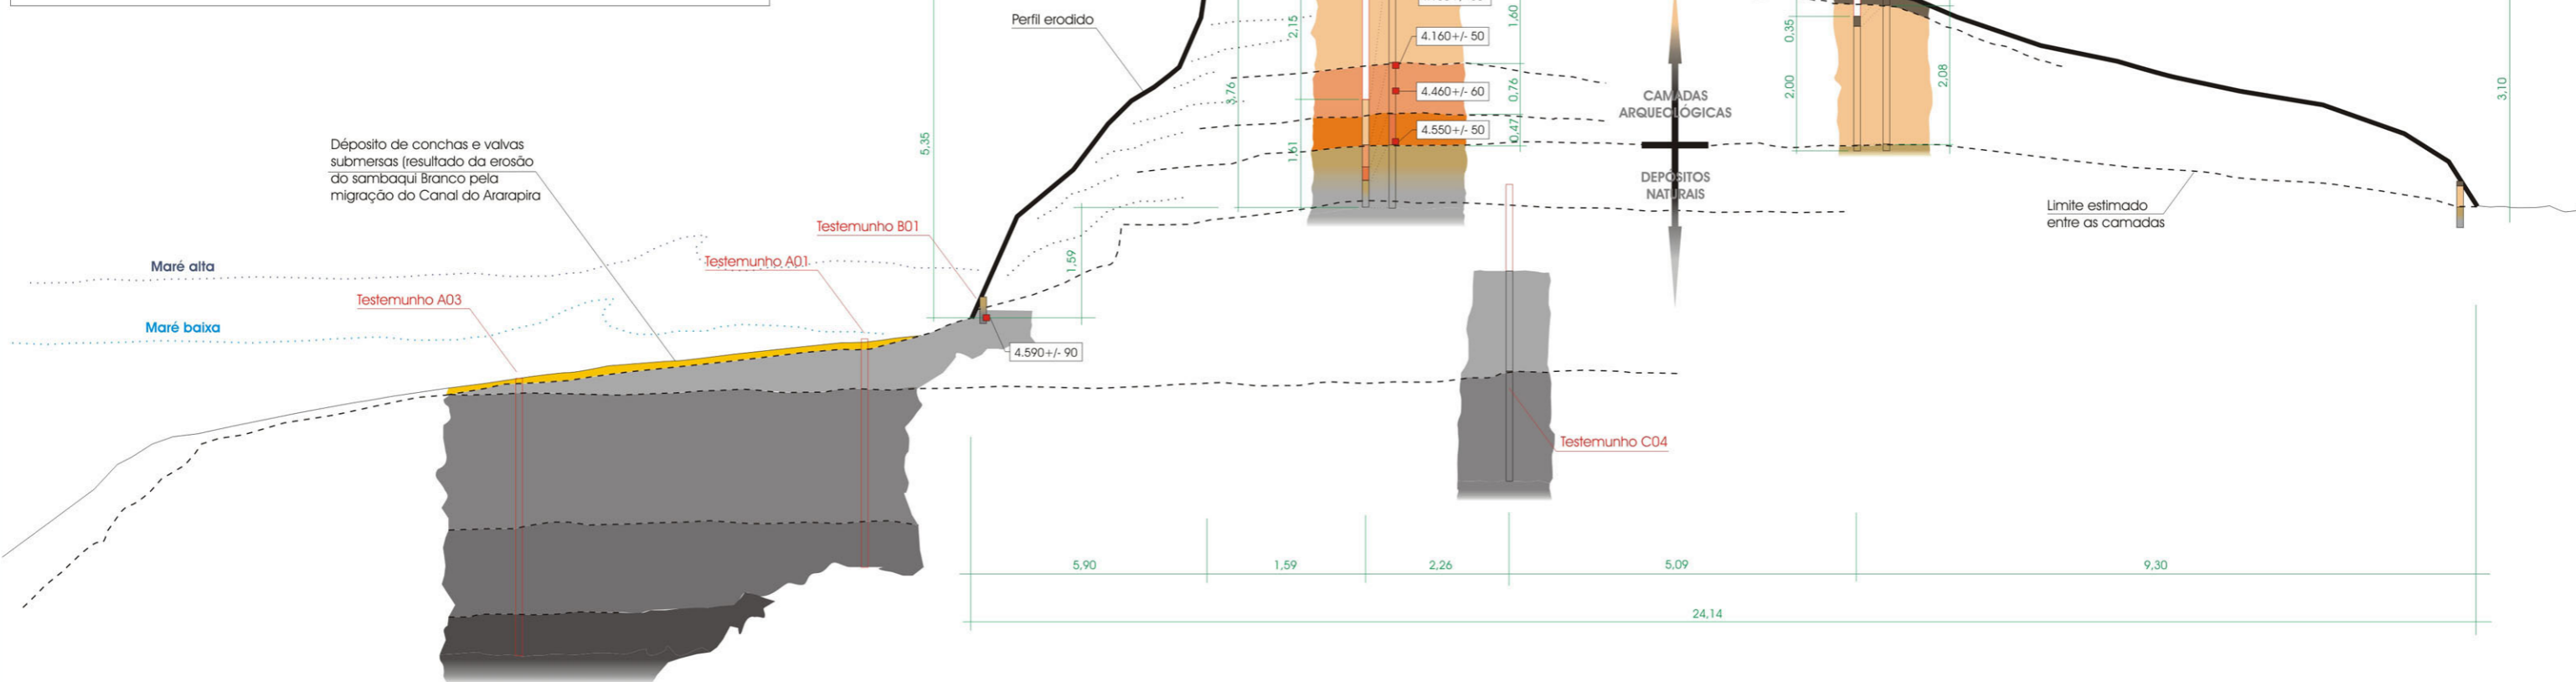 Perfil erodido
2,15
1,60
4.160+/- 50
0,35
CAMADAS
ARQUEOLÓGICAS
4.460+/- 60
0,76
3,76
2,00
2,08
3,10
4.550+/- 50
0,47
1,61
5,35
Déposito de conchas e valvas
submersas (resultado da erosão
do sambaqui Branco pela
migração do Canal do Ararapira
DEPÓSITOS
NATURAIS
Limite estimado
entre as camadas
Testemunho B01
Testemunho A01
1,59
Maré alta
Testemunho A03
Maré baixa
4.590+/- 90
Testemunho C04
5,90
1,59
2,26
5,09
9,30
24,14